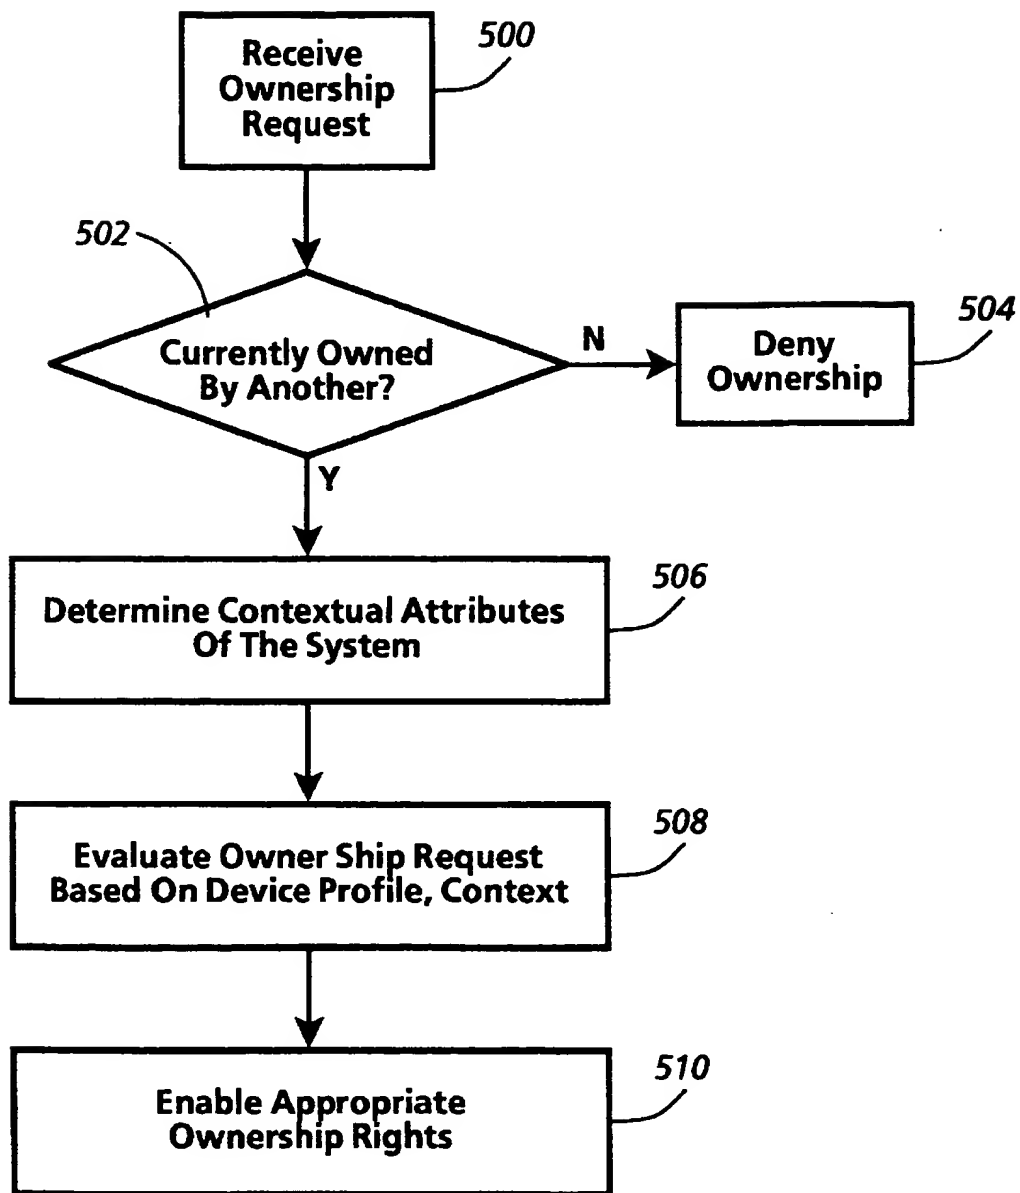 Receive
Ownership
Request
500
502
Currently Owned
By Another?
N
Deny
Ownership
504
Y
Determine Contextual Attributes
Of The System
506
Evaluate Owner Ship Request
Based On Device Profile, Context
508
Enable Appropriate
Ownership Rights
510